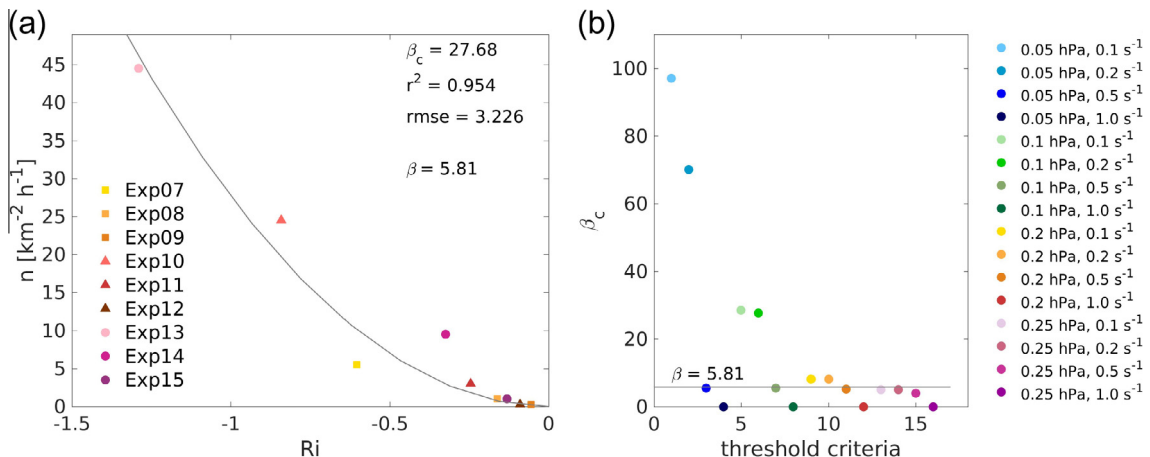 (a)
β_c = 27.68
r² = 0.954
rmse = 3.226
β = 5.81
n [km⁻² h⁻¹]
45
40
35
30
25
20
15
10
5
0
Exp07
Exp08
Exp09
Exp10
Exp11
Exp12
Exp13
Exp14
Exp15
-1.5
-1
-0.5
0
Ri
(b)
β_c
100
80
60
40
20
0
β = 5.81
0
5
10
15
threshold criteria
0.05 hPa, 0.1 s⁻¹
0.05 hPa, 0.2 s⁻¹
0.05 hPa, 0.5 s⁻¹
0.05 hPa, 1.0 s⁻¹
0.1 hPa, 0.1 s⁻¹
0.1 hPa, 0.2 s⁻¹
0.1 hPa, 0.5 s⁻¹
0.1 hPa, 1.0 s⁻¹
0.2 hPa, 0.1 s⁻¹
0.2 hPa, 0.2 s⁻¹
0.2 hPa, 0.5 s⁻¹
0.2 hPa, 1.0 s⁻¹
0.25 hPa, 0.1 s⁻¹
0.25 hPa, 0.2 s⁻¹
0.25 hPa, 0.5 s⁻¹
0.25 hPa, 1.0 s⁻¹